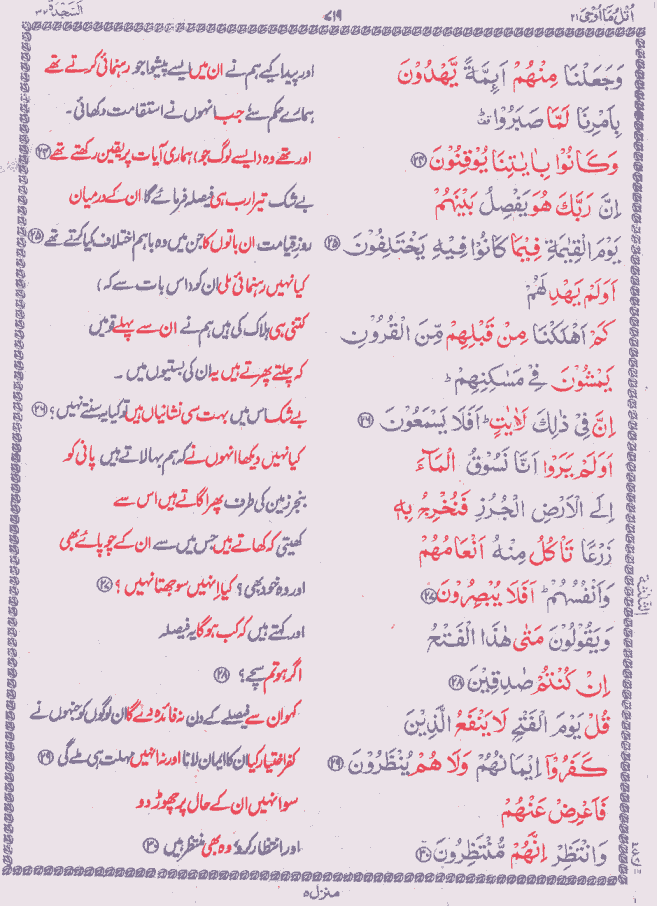 اُتْلُ مَآ اُوْحِیَ ۲۱
۷۱۹
اَلسَّجْدَة ۳۲
وَجَعَلْنَا مِنْهُمْ اَئِمَّةً يَّهْدُوْنَ
اور پیدا کیے ہم نے ان میں ایسے پیشوا جو رہنمائی کرتے تھے
بِاَمْرِنَا لَمَّا صَبَرُوْا ؕ
ہمارے حکم سے جب انہوں نے استقامت دکھائی۔
وَكَانُوْا بِاٰيٰتِنَا يُوْقِنُوْنَ ۲۴
اور تھے وہ (ایسے لوگ جو) ہماری آیات پر یقین رکھتے تھے ۲۴
اِنَّ رَبَّكَ هُوَ يَفْصِلُ بَيْنَهُمْ
بے شک تیرا رب ہی فیصلہ فرمائے گا ان کے درمیان
يَوْمَ الْقِيٰمَةِ فِيْمَا كَانُوْا فِيْهِ يَخْتَلِفُوْنَ ۲۵
روزِ قیامت، ان باتوں کا جن میں وہ باہم اختلاف کیا کرتے تھے ۲۵
اَوَلَمْ يَهْدِ لَهُمْ
کیا نہیں رہنمائی ملی ان کو (اس بات سے کہ)
كَمْ اَهْلَكْنَا مِنْ قَبْلِهِمْ مِّنَ الْقُرُوْنِ
کتنی ہی ہلاک کی ہیں ہم نے ان سے پہلے قومیں
يَمْشُوْنَ فِيْ مَسٰكِنِهِمْ ؕ
کہ چلتے پھرتے ہیں یہ ان کی بستیوں میں۔
اِنَّ فِيْ ذٰلِكَ لَاٰيٰتٍ ؕ اَفَلَا يَسْمَعُوْنَ ۲۶
بے شک اس میں بہت سی نشانیاں ہیں تو کیا یہ سنتے نہیں؟ ۲۶
اَوَلَمْ يَرَوْا اَنَّا نَسُوْقُ الْمَآءَ
کیا نہیں دیکھا انہوں نے کہ ہم بہا لاتے ہیں پانی کو
اِلَى الْاَرْضِ الْجُرُزِ فَنُخْرِجُ بِهٖ
بنجر زمین کی طرف پھر اگاتے ہیں اس سے
زَرْعًا تَاْكُلُ مِنْهُ اَنْعَامُهُمْ
کھیتی کہ کھاتے ہیں جس میں سے ان کے چوپائے بھی
وَاَنْفُسُهُمْ ؕ اَفَلَا يُبْصِرُوْنَ ۲۷
اور وہ خود بھی؟ کیا انہیں سوجھتا نہیں؟ ۲۷
وَيَقُوْلُوْنَ مَتٰى هٰذَا الْفَتْحُ
اور کہتے ہیں کہ کب ہوگا یہ فیصلہ
اِنْ كُنْتُمْ صٰدِقِيْنَ ۲۸
اگر ہو تم سچے؟ ۲۸
قُلْ يَوْمَ الْفَتْحِ لَا يَنْفَعُ الَّذِيْنَ
کہو ان سے فیصلے کے دن نہ فائدہ دے گا ان لوگوں کو جنہوں نے
كَفَرُوْٓا اِيْمَانُهُمْ وَلَا هُمْ يُنْظَرُوْنَ ۲۹
کفر اختیار کیا ان کا ایمان لانا اور نہ انہیں مہلت ہی ملے گی ۲۹
فَاَعْرِضْ عَنْهُمْ
سو انہیں ان کے حال پر چھوڑ دو
وَانْتَظِرْ اِنَّهُمْ مُّنْتَظِرُوْنَ ۳۰
اور انتظار کرو وہ بھی منتظر ہیں ۳۰
منزل ۵